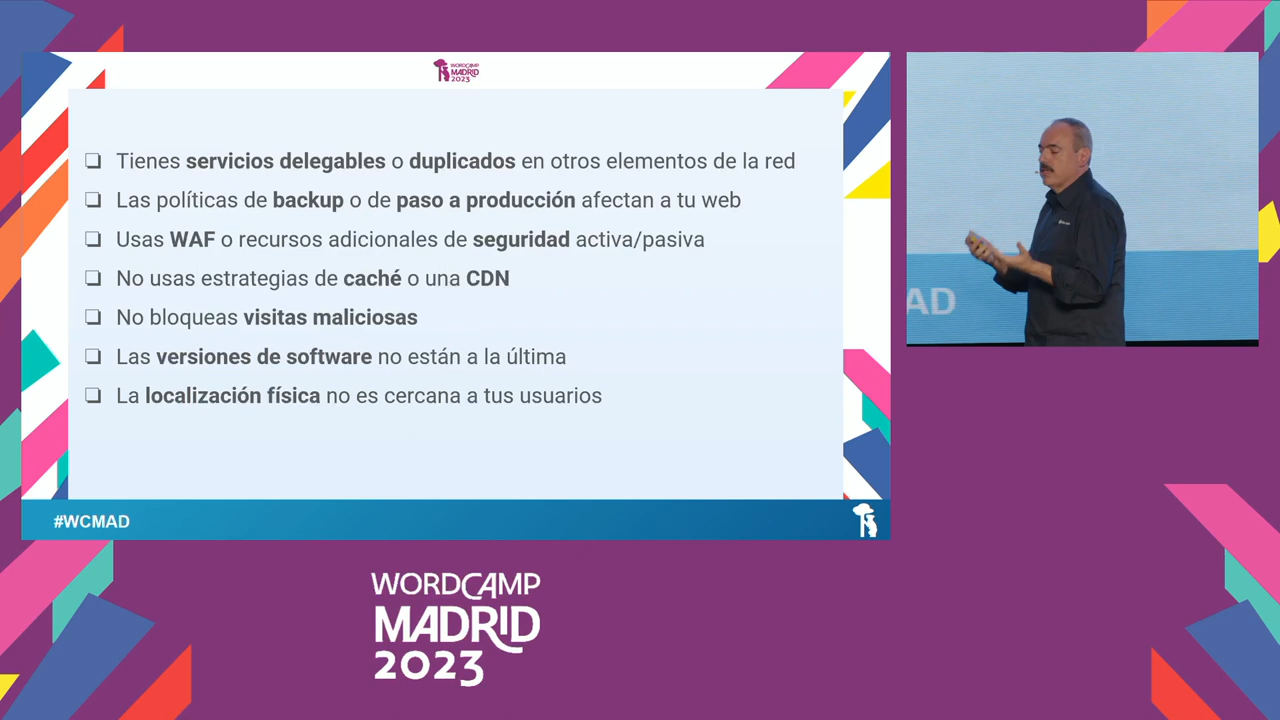 WORDCAMP
MADRID
2023
Tienes servicios delegables o duplicados en otros elementos de la red
Las políticas de backup o de paso a producción afectan a tu web
Usas WAF o recursos adicionales de seguridad activa/pasiva
No usas estrategias de caché o una CDN
No bloqueas visitas maliciosas
Las versiones de software no están a la última
La localización física no es cercana a tus usuarios
#WCMAD
AD
WORDCAMP
MADRID
2023